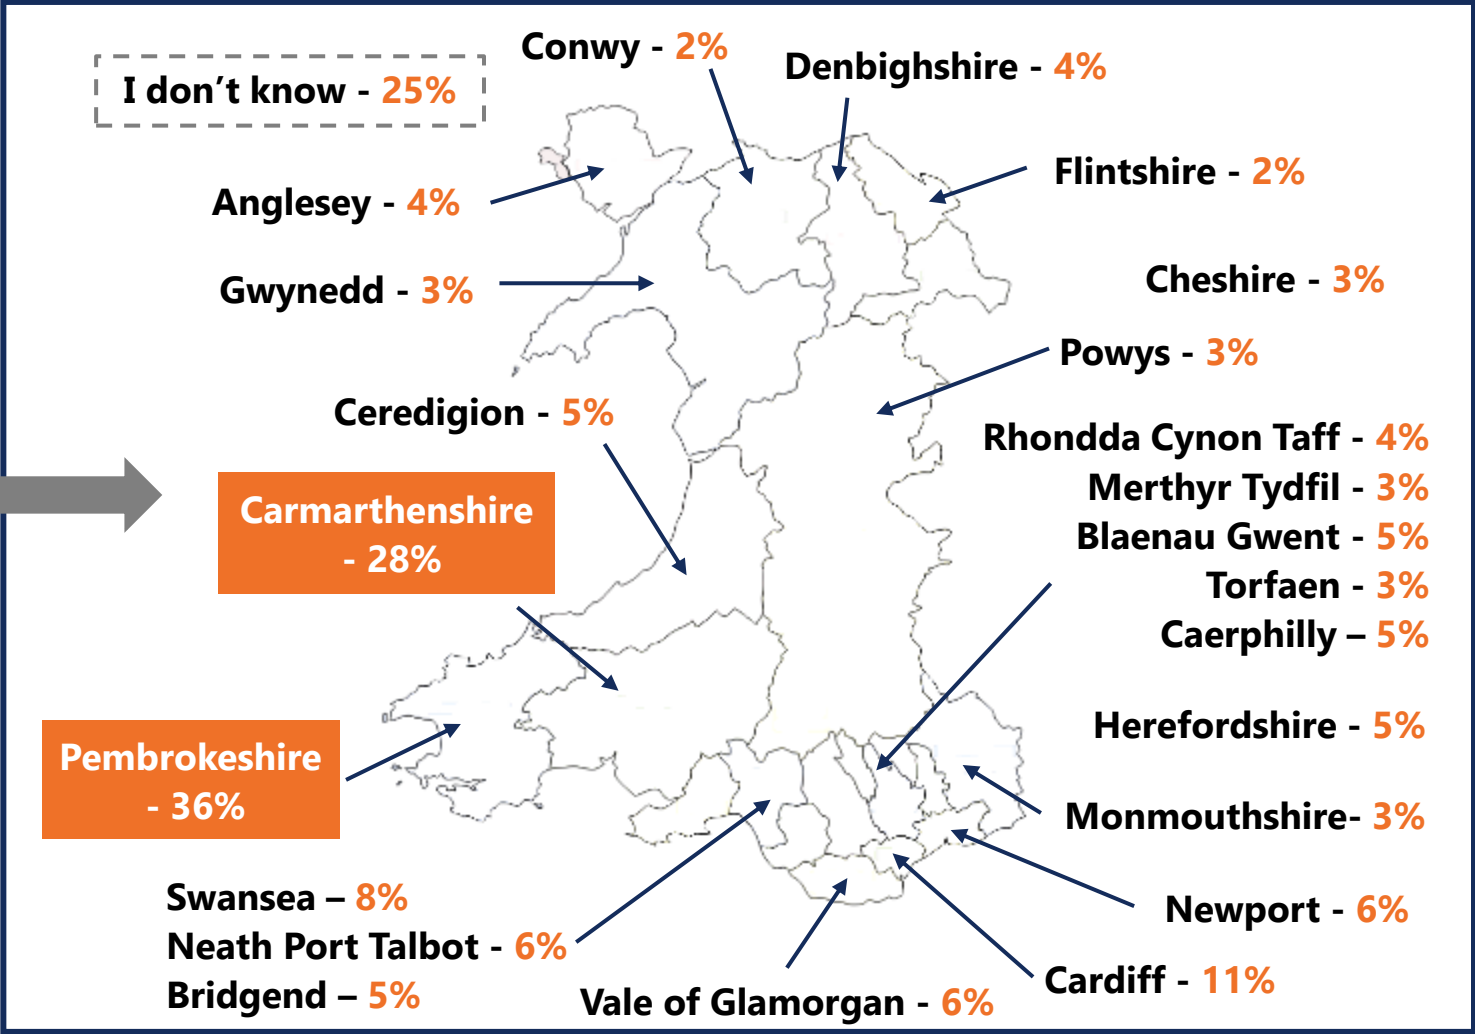 Conwy - 2%
Denbighshire - 4%
I don’t know - 25%
Flintshire - 2%
Anglesey - 4%
Gwynedd - 3%
Cheshire - 3%
Powys - 3%
Ceredigion - 5%
Rhondda Cynon Taff - 4%
Merthyr Tydfil - 3%
Blaenau Gwent - 5%
Torfaen - 3%
Caerphilly – 5%
Carmarthenshire
- 28%
Herefordshire - 5%
Pembrokeshire
- 36%
Monmouthshire- 3%
Swansea – 8%
Neath Port Talbot - 6%
Bridgend – 5%
Newport - 6%
Cardiff - 11%
Vale of Glamorgan - 6%